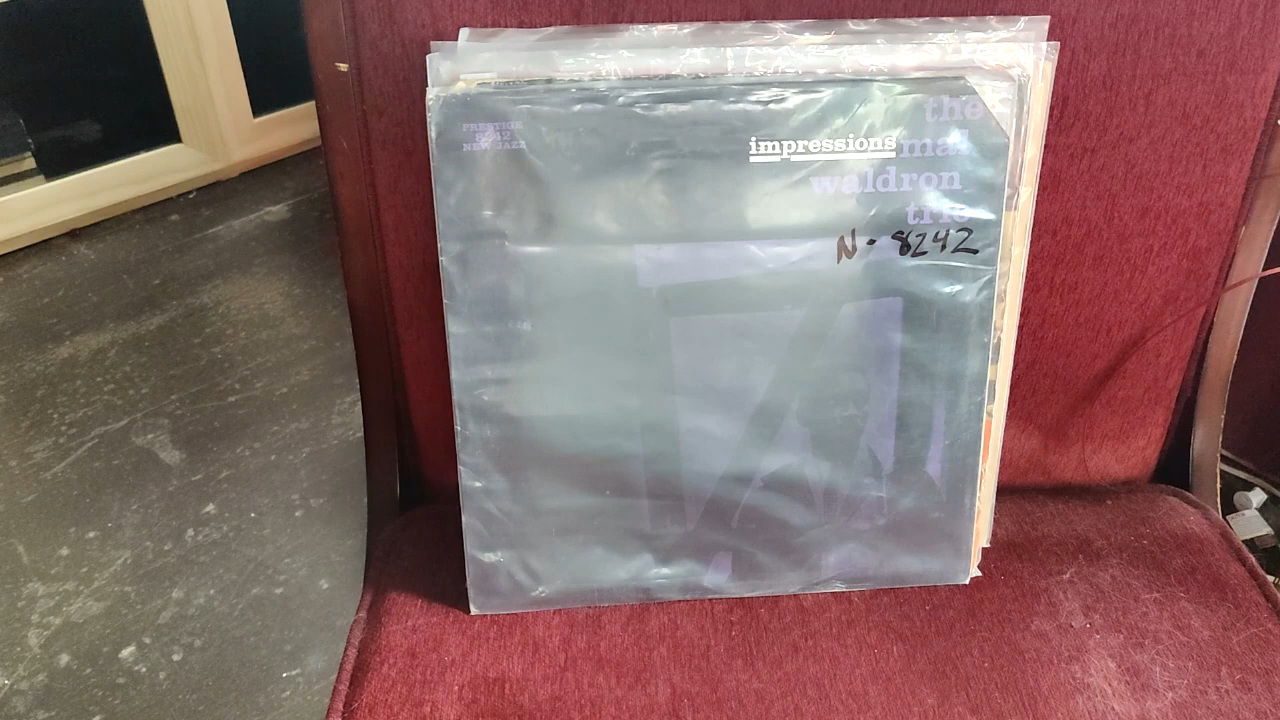 PRESTIGE
8242
NEW JAZZ
the
impressions mal
waldron
trio
N-8242